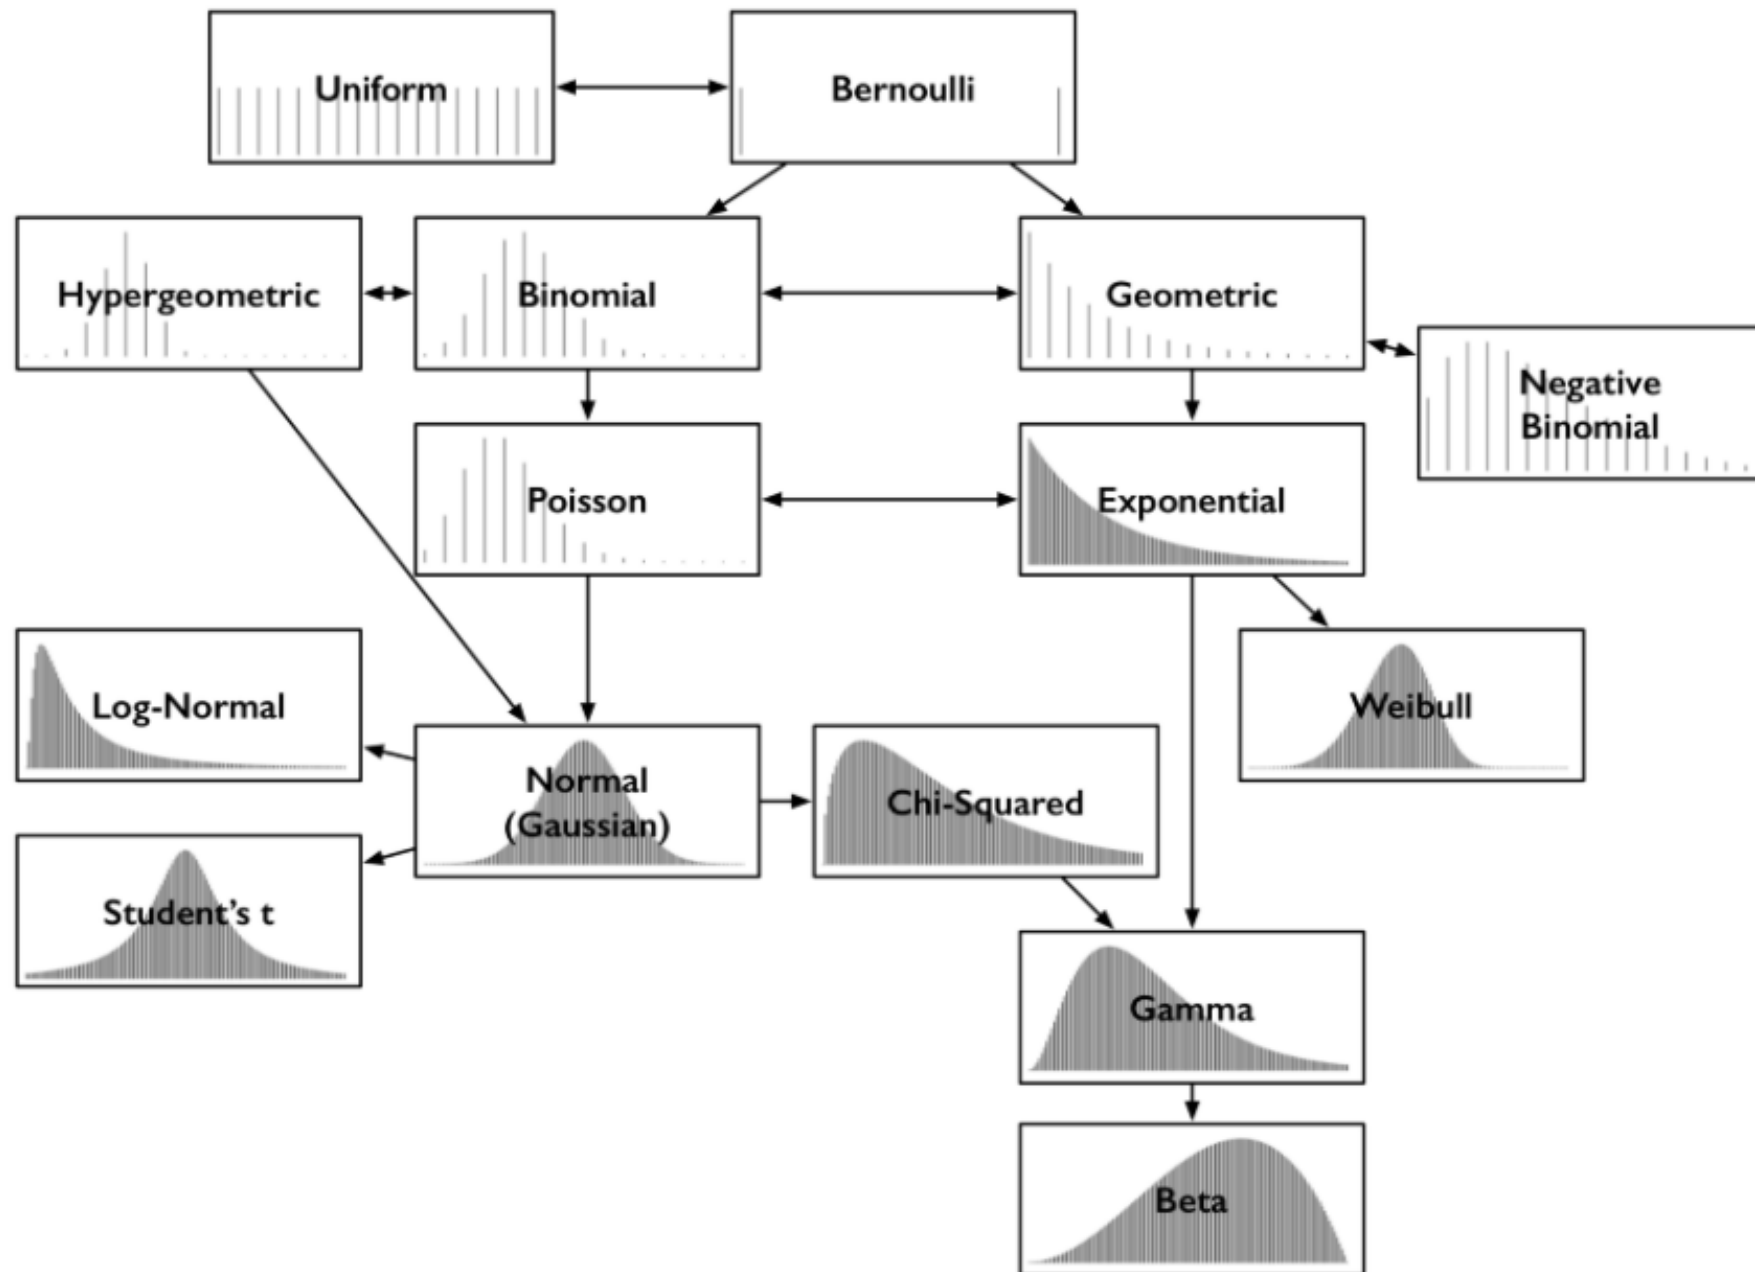 Uniform
Bernoulli
Hypergeometric
Binomial
Geometric
Negative
Binomial
Poisson
Exponential
Log-Normal
Weibull
Normal
(Gaussian)
Chi-Squared
Student's t
Gamma
Beta